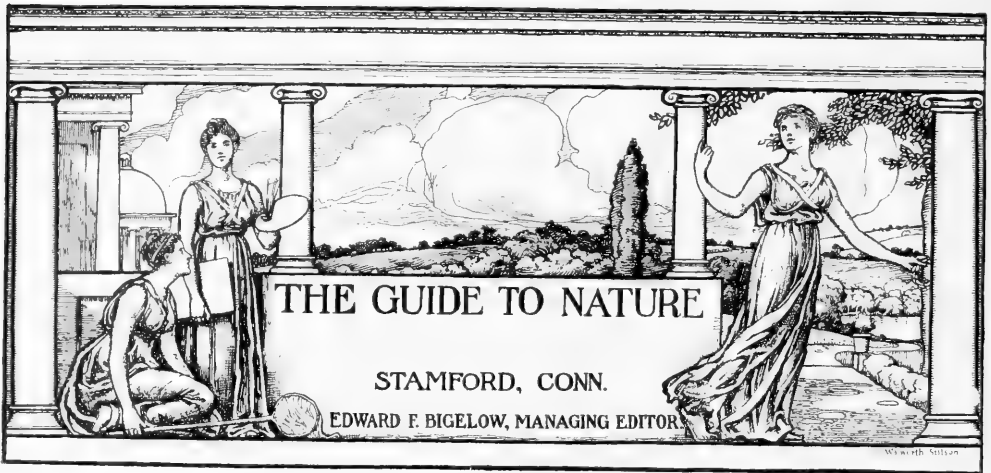 THE GUIDE TO NATURE
STAMFORD, CONN.
EDWARD F. BIGELOW, MANAGING EDITOR